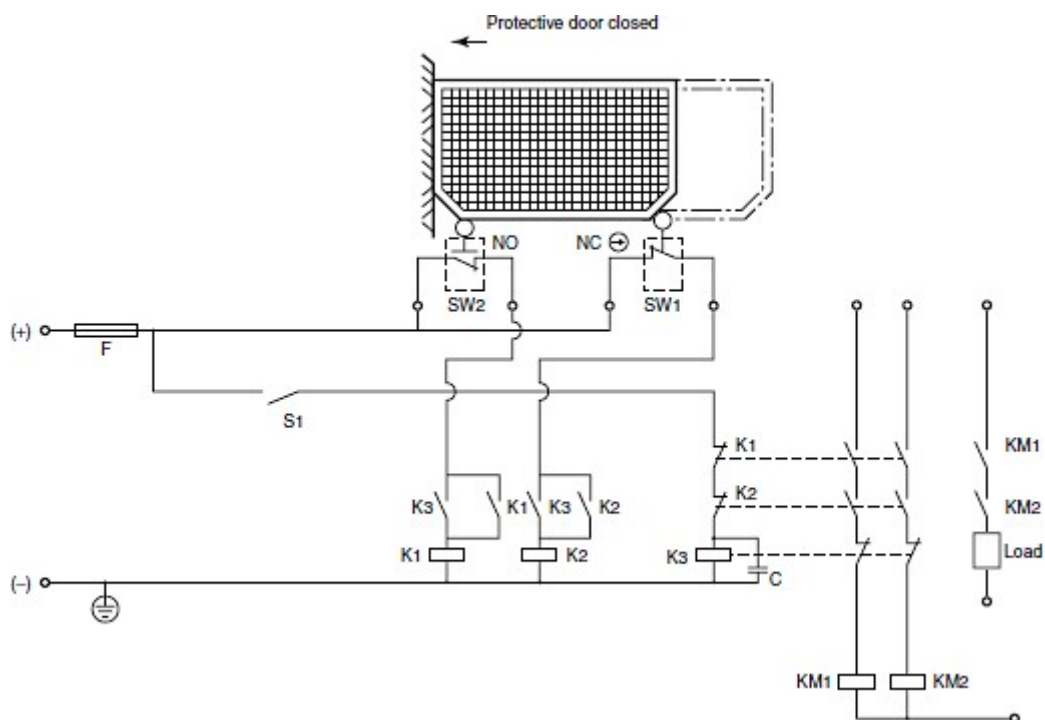 Protective door closed
NO
NC
SW2
SW1
(+)
F
S1
K1
KM1
K2
KM2
K3
K1
K3
K2
K1
K2
K3
C
Load
(–)
KM1
KM2